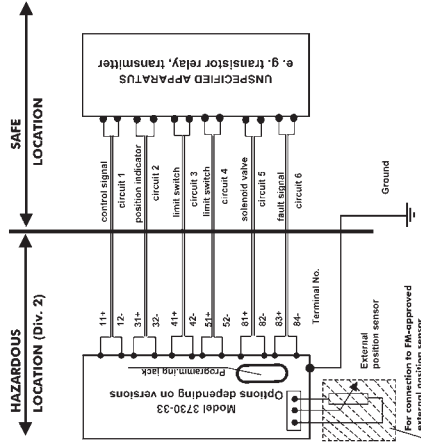 SAFE
LOCATION
UNSPECIFIED APPARATUS
e. g. transistor relay, transmitter
control signal
circuit 1
position indicator
circuit 2
limit switch
circuit 3
limit switch
circuit 4
solenoid valve
circuit 5
fault signal
circuit 6
Ground
HAZARDOUS
LOCATION (Div. 2)
11+
12-
31+
32-
41+
42-
51+
52-
81+
82-
83+
84-
Terminal No.
Model 3730-33
Options depending on versions
Programming jack
External
position sensor
For connection to FM-approved
external position sensor